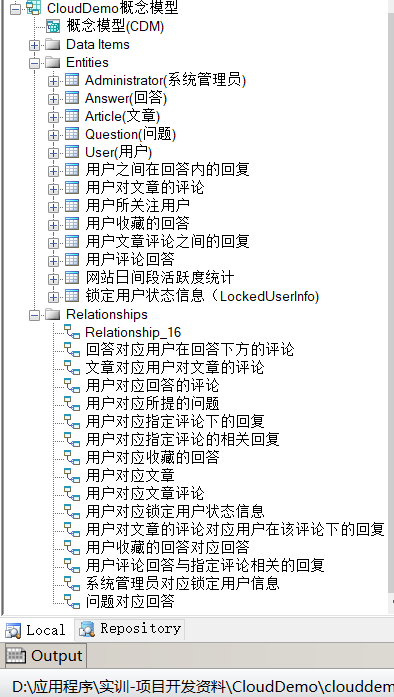 CloudDemo概念模型
概念模型(CDM)
Data Items
Entities
Administrator(系统管理员)
Answer(回答)
Article(文章)
Question(问题)
User(用户)
用户之间在回答内的回复
用户对文章的评论
用户所关注用户
用户收藏的回答
用户文章评论之间的回复
用户评论回答
网站日间段活跃度统计
锁定用户状态信息（LockedUserInfo)
Relationships
Relationship_16
回答对应用户在回答下方的评论
文章对应用户对文章的评论
用户对应回答的评论
用户对应所提的问题
用户对应指定评论下的回复
用户对应指定评论的相关回复
用户对应收藏的回答
用户对应文章
用户对应文章评论
用户对应锁定用户状态信息
用户对文章的评论对应用户在该评论下的回复
用户收藏的回答对应回答
用户评论回答与指定评论相关的回复
系统管理员对应锁定用户信息
问题对应回答
Local Repository
Output
D:\应用程序\实训-项目开发资料\CloudDemo\clouddem